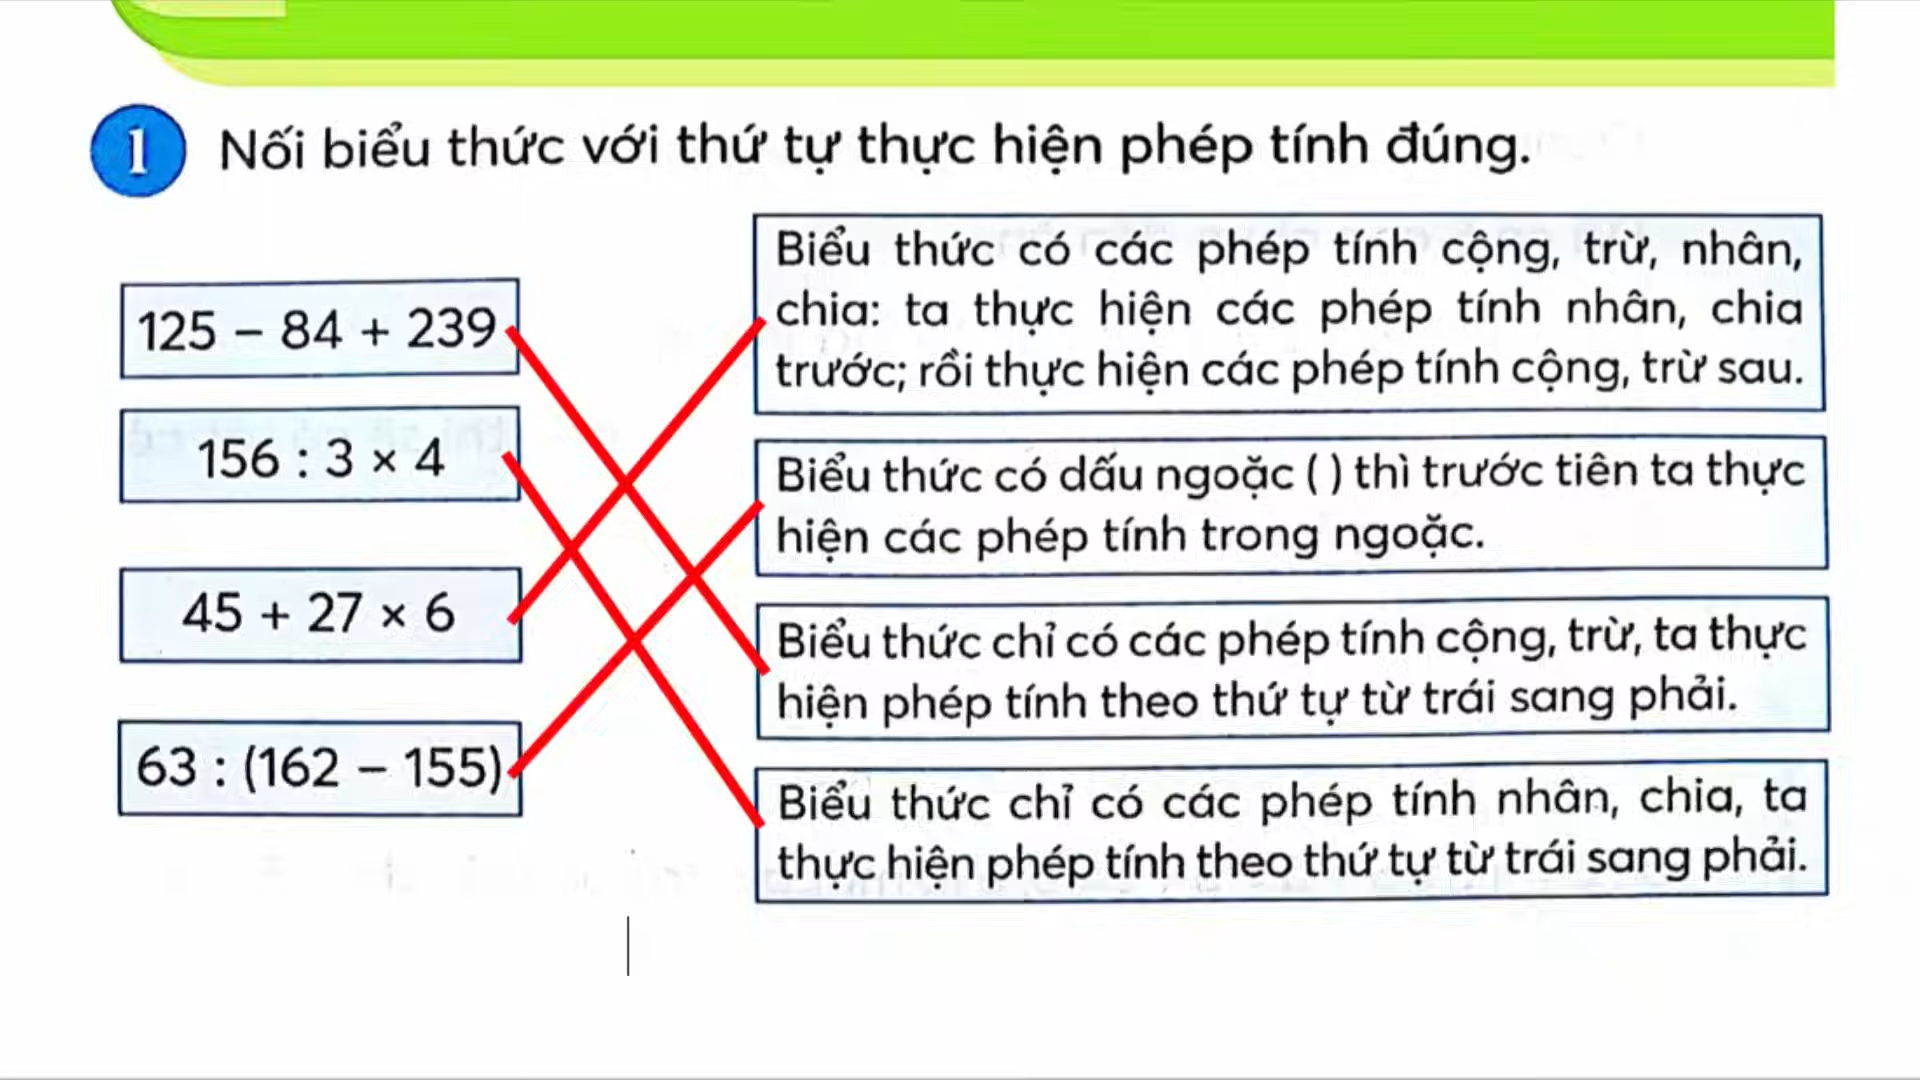 1 Nối biểu thức với thứ tự thực hiện phép tính đúng.
125 – 84 + 239
156 : 3 × 4
45 + 27 × 6
63 : (162 – 155)
Biểu thức có các phép tính cộng, trừ, nhân,
chia: ta thực hiện các phép tính nhân, chia
trước; rồi thực hiện các phép tính cộng, trừ sau.
Biểu thức có dấu ngoặc ( ) thì trước tiên ta thực
hiện các phép tính trong ngoặc.
Biểu thức chỉ có các phép tính cộng, trừ, ta thực
hiện phép tính theo thứ tự từ trái sang phải.
Biểu thức chỉ có các phép tính nhân, chia, ta
thực hiện phép tính theo thứ tự từ trái sang phải.